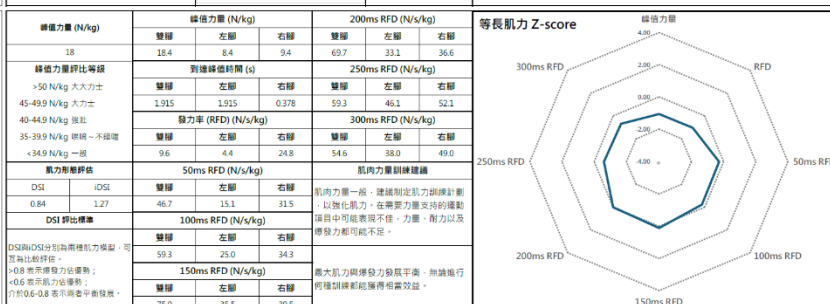 峰值力量 (N/kg)
18
峰值力量評比等級
>50 N/kg 大大力士
45-49.9 N/kg 大力士
40-44.9 N/kg 強壯
35-39.9 N/kg
<34.9 N/kg 一般
肌力形態評估
DSI iDSI
0.84 1.27
DSI 評比標準
DSI與iDSI分別為兩種肌力模型，可
互為比較評估。
>0.8 表示爆發力佔優勢；
<0.6 表示肌力佔優勢；
介於0.6-0.8 表示兩者平衡發展。
峰值力量 (N/kg)
雙腳 左腳 右腳
18.4 8.4 9.4
到達峰值時間 (s)
雙腳 左腳 右腳
1.915 1.915 0.378
發力率 (RFD) (N/s/kg)
雙腳 左腳 右腳
9.6 4.4 24.8
50ms RFD (N/s/kg)
雙腳 左腳 右腳
46.7 15.1 31.5
100ms RFD (N/s/kg)
雙腳 左腳 右腳
59.3 25.0 34.3
150ms RFD (N/s/kg)
雙腳 左腳 右腳
200ms RFD (N/s/kg)
雙腳 左腳 右腳
69.7 33.1 36.6
250ms RFD (N/s/kg)
雙腳 左腳 右腳
59.3 46.1 52.1
300ms RFD (N/s/kg)
雙腳 左腳 右腳
54.6 38.0 49.0
肌肉力量訓練建議
肌肉力量一般，建議制定肌力訓練計劃
，以強化肌力。在需要力量支持的運動
項目中可能表現不佳，力量、耐力以及
爆發力都可能不足。
最大肌力與爆發力發展平衡，無論進行
何種訓練都能獲得相當效益。
等長肌力 Z-score
峰值力量
4.00
300ms RFD
RFD
2.00
0.00
-2.00
250ms RFD
-4.00
50ms RFD
200ms RFD
100ms RFD
150ms RFD